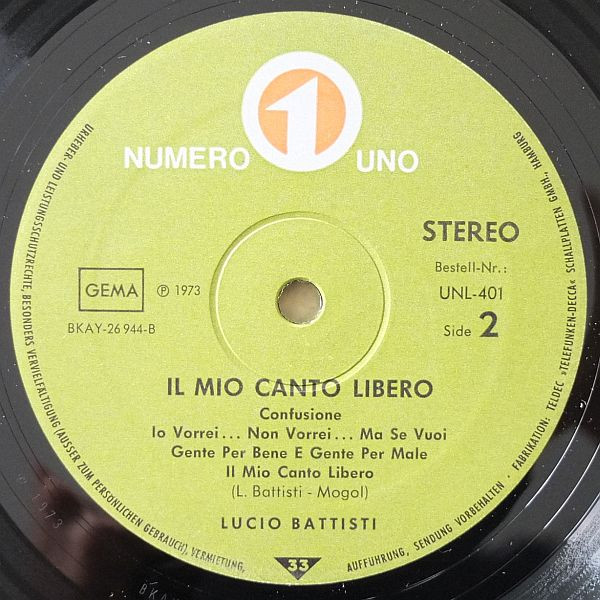 1
NUMERO UNO
STEREO
Bestell-Nr.:
UNL-401
Side 2
GEMA ℗ 1973
BKAY-26 944-B
IL MIO CANTO LIBERO
Confusione
Io Vorrei... Non Vorrei... Ma Se Vuoi
Gente Per Bene E Gente Per Male
Il Mio Canto Libero
(L. Battisti - Mogol)
LUCIO BATTISTI
33
URHEBER- UND LEISTUNGSSCHUTZRECHTE, BESONDERS VERVIELFÄLTIGUNG (AUSSER ZUM PERSÖNLICHEN GEBRAUCH), VERMIETUNG, AUFFÜHRUNG, SENDUNG VORBEHALTEN · FABRIKATION: TELDEC »TELEFUNKEN-DECCA« SCHALLPLATTEN GMBH, HAMBURG
℗ 1973